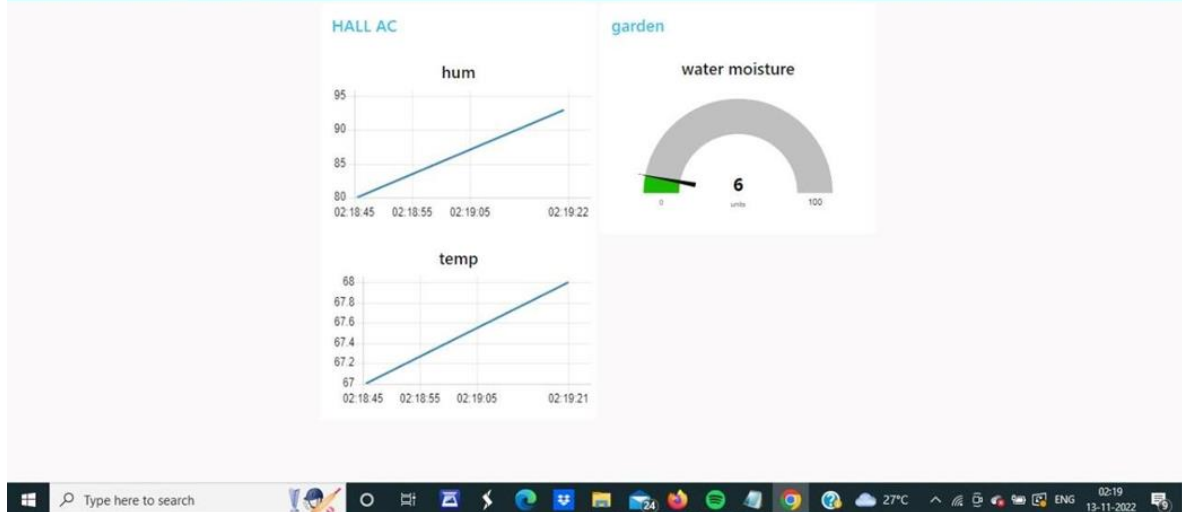 HALL AC
hum
95
90
85
80
02:18:45 02:18:55 02:19:05 02:19:22
temp
68
67.8
67.6
67.4
67.2
67
02:18:45 02:18:55 02:19:05 02:19:21
garden
water moisture
6
0 units 100
Type here to search
24
27°C
ENG
02:19
13-11-2022
9